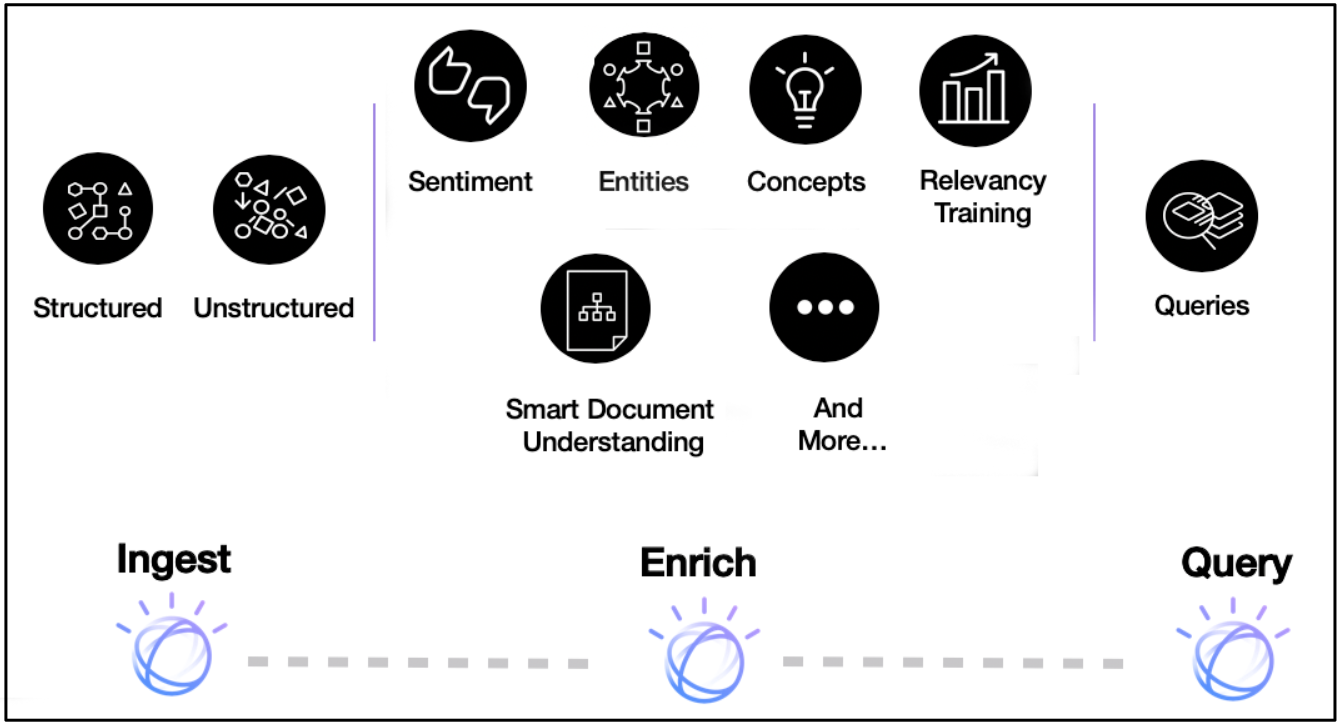 Sentiment
Entities
Concepts
Relevancy
Training
Structured
Unstructured
Queries
Smart Document
Understanding
And
More...
Ingest
Enrich
Query